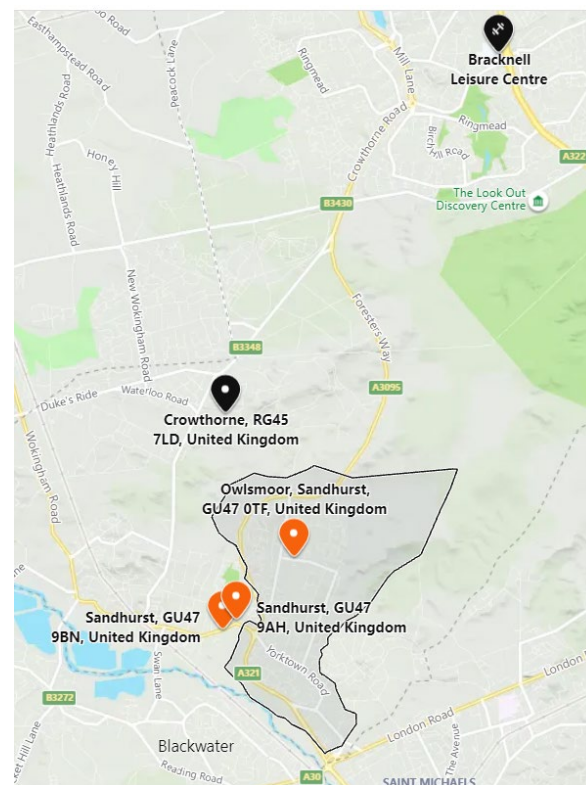 Bracknell
Leisure Centre
Easthampstead Road
Peacock Lane
Ringmead
Mill Lane
Heathlands Road
Crowthorne Road
Ringmead
Birch Hill Road
A322
Honey Hill
Heathlands Road
The Look Out
Discovery Centre
B3430
New Wokingham Road
Foresters Way
B3348
A3095
Duke's Ride
Waterloo Road
Crowthorne, RG45
7LD, United Kingdom
Wokingham Road
Owlsmoor, Sandhurst,
GU47 0TF, United Kingdom
Sandhurst, GU47
9BN, United Kingdom
Sandhurst, GU47
9AH, United Kingdom
Swan Lane
Yorktown Road
A321
London Road
B3272
London Road
The Avenue
Blackwater
Reading Road
A30
SAINT MICHAELS